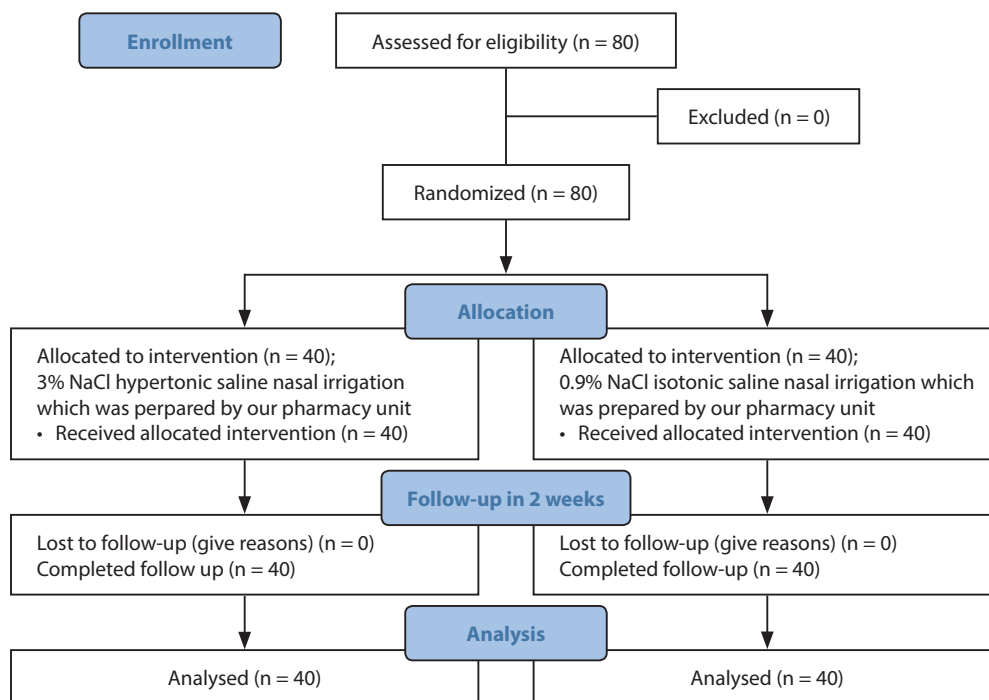 Enrollment
Assessed for eligibility (n = 80)
Excluded (n = 0)
Randomized (n = 80)
Allocation
Allocated to intervention (n = 40);
3% NaCl hypertonic saline nasal irrigation
which was perpared by our pharmacy unit
• Received allocated intervention (n = 40)
Allocated to intervention (n = 40);
0.9% NaCl isotonic saline nasal irrigation which
was prepared by our pharmacy unit
• Received allocated intervention (n = 40)
Follow-up in 2 weeks
Lost to follow-up (give reasons) (n = 0)
Completed follow up (n = 40)
Lost to follow-up (give reasons) (n = 0)
Completed follow-up (n = 40)
Analysis
Analysed (n = 40)
Analysed (n = 40)